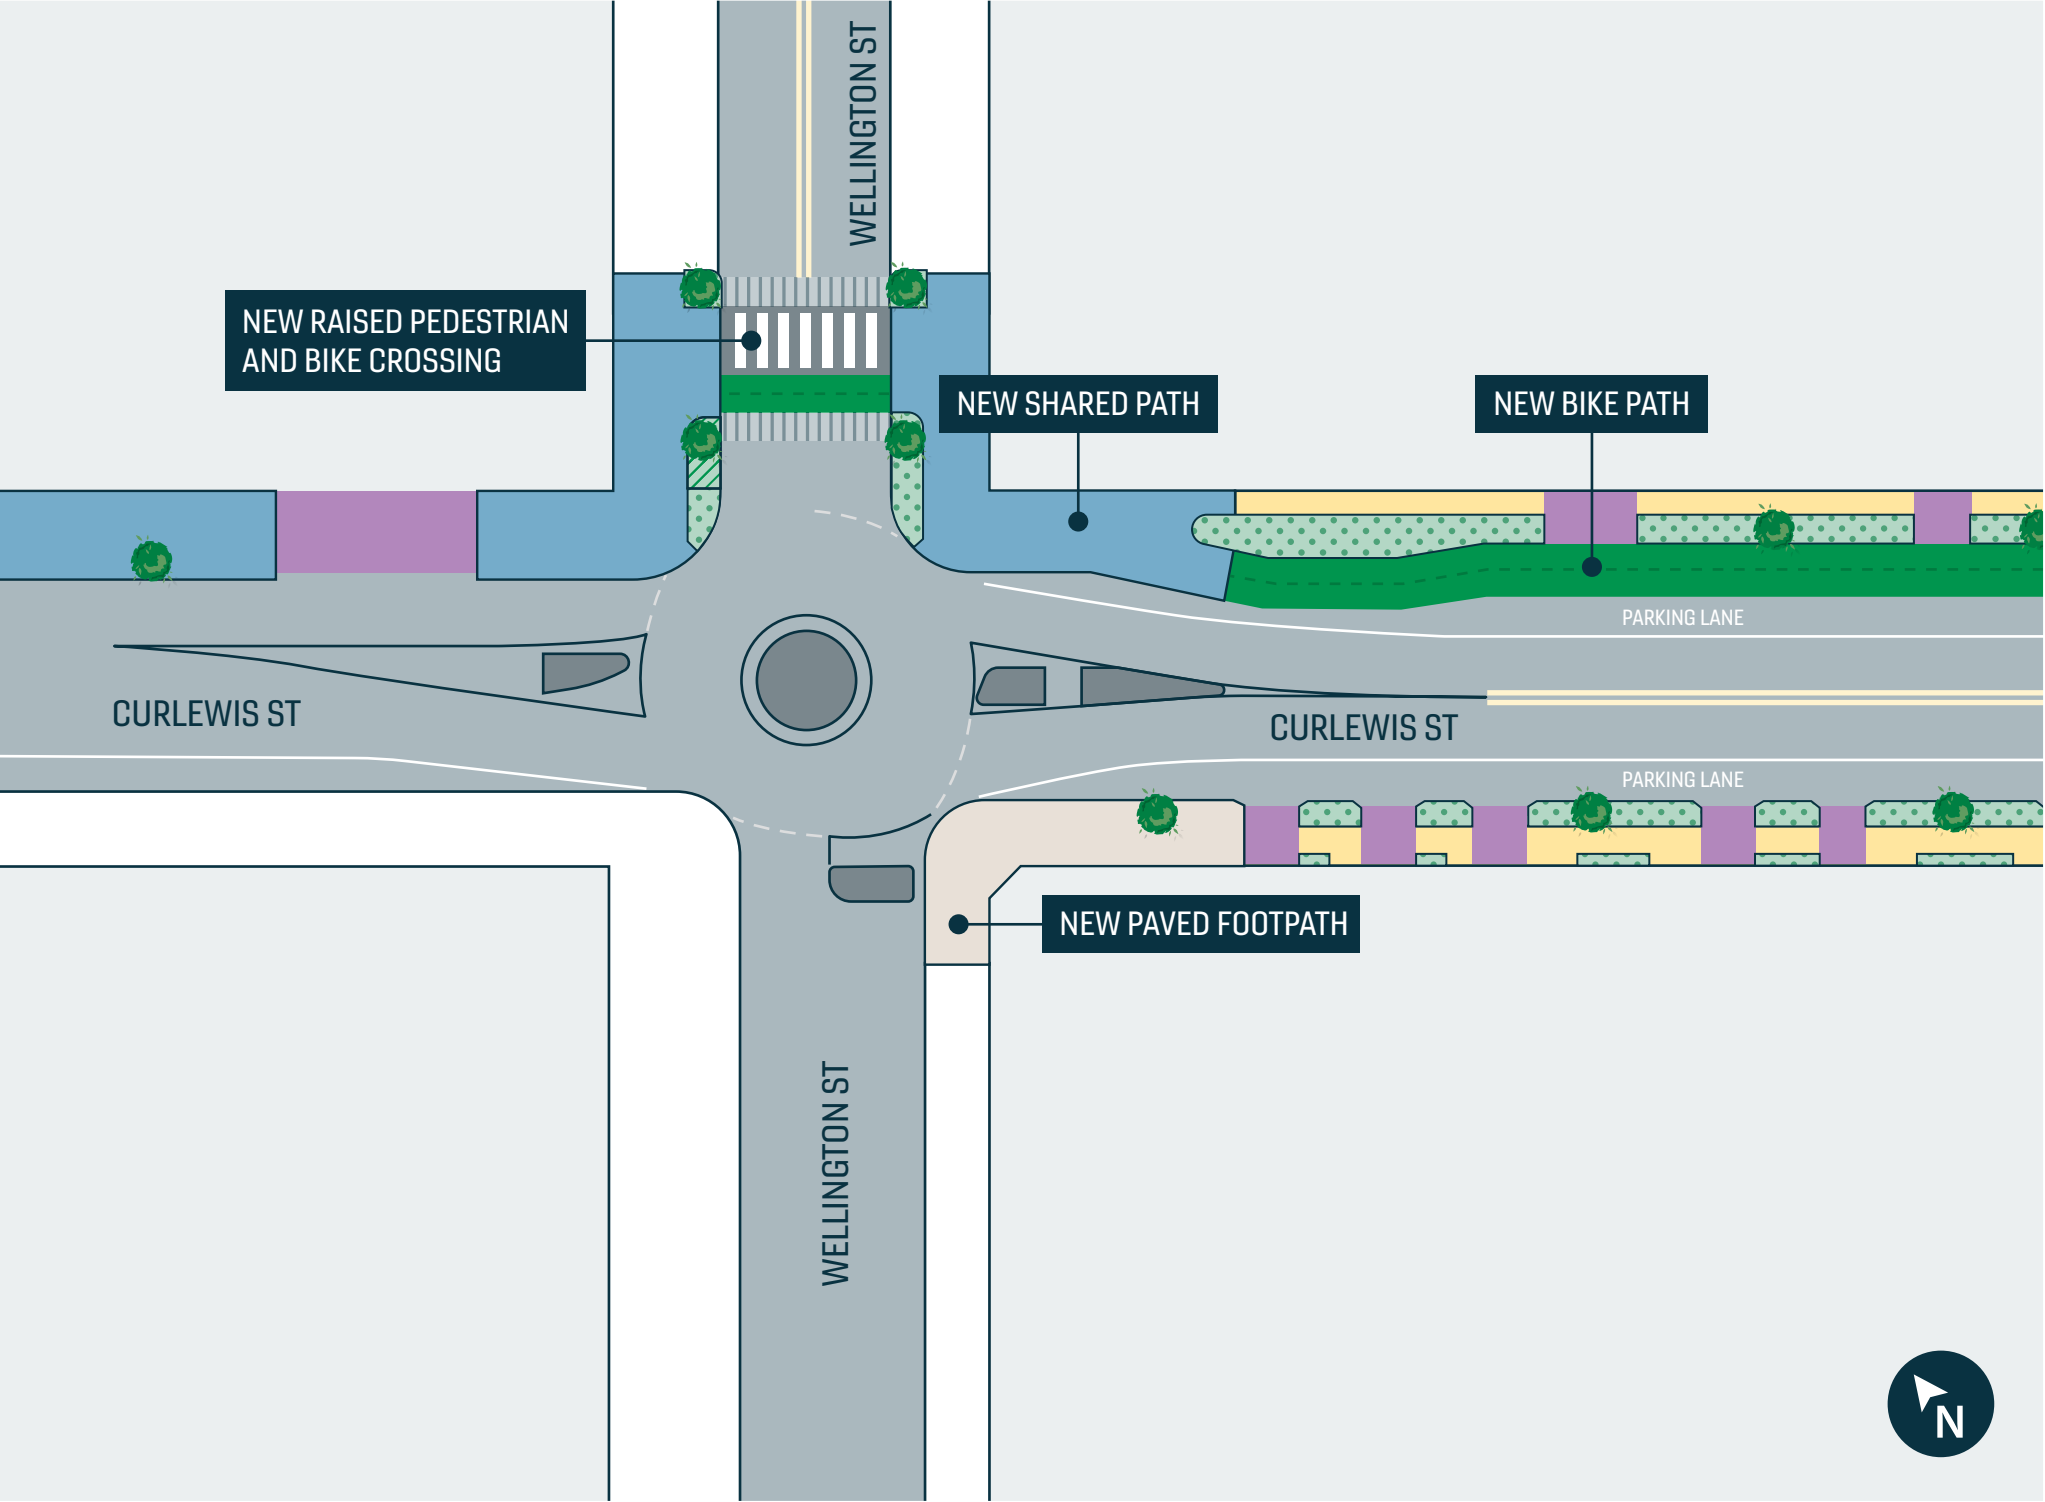 WELLINGTON ST
NEW RAISED PEDESTRIAN
AND BIKE CROSSING
NEW SHARED PATH
NEW BIKE PATH
PARKING LANE
CURLEWIS ST
CURLEWIS ST
PARKING LANE
NEW PAVED FOOTPATH
WELLINGTON ST
N